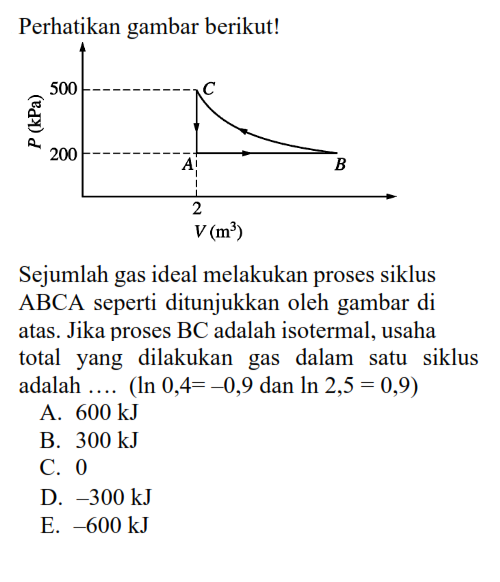 Perhatikan gambar berikut!
500
C
P (kPa)
200
A
B
2
V (m³)
Sejumlah gas ideal melakukan proses siklus
ABCA seperti ditunjukkan oleh gambar di
atas. Jika proses BC adalah isotermal, usaha
total yang dilakukan gas dalam satu siklus
adalah .... (ln 0,4= –0,9 dan ln 2,5 = 0,9)
A. 600 kJ
B. 300 kJ
C. 0
D. –300 kJ
E. –600 kJ